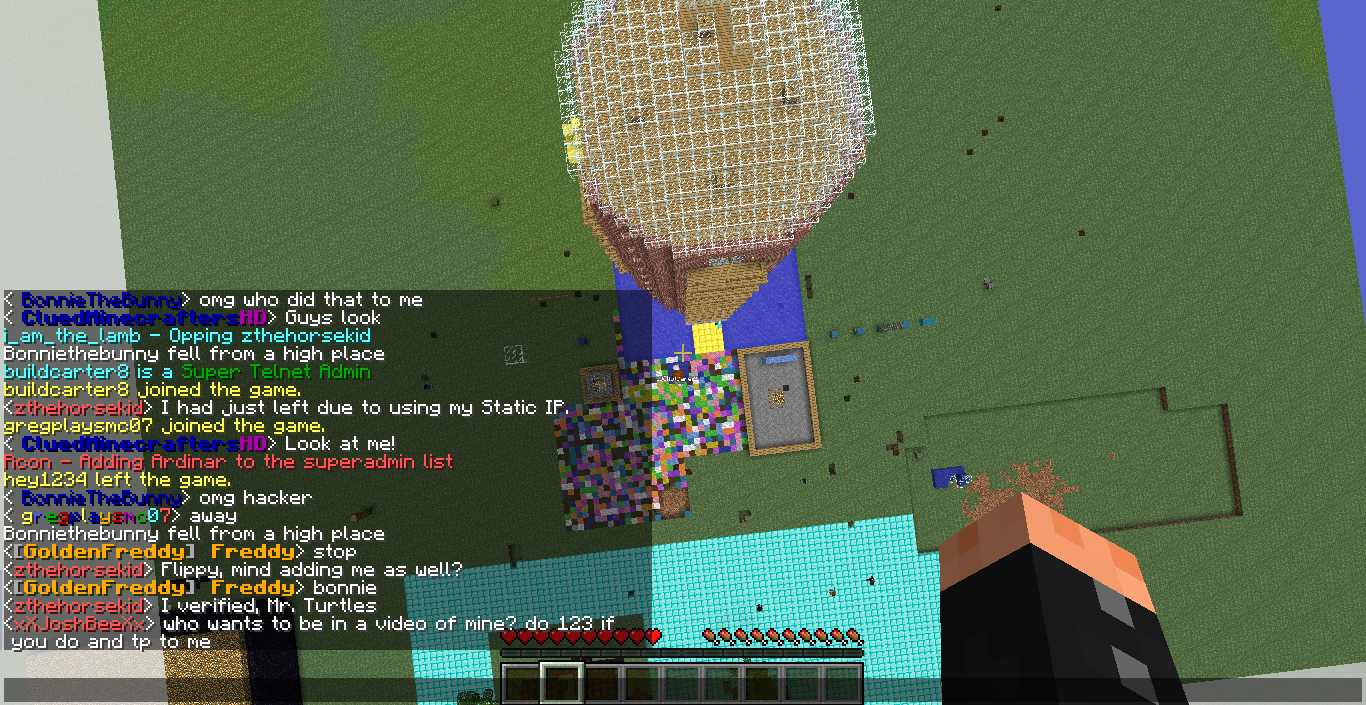 < BonnieTheBunny> omg who did that to me
< CluedMinecraftersHD> Guys look
i_am_the_lamb - Opping zthehorsekid
Bonniethebunny fell from a high place
buildcarter8 is a Super Telnet Admin
buildcarter8 joined the game.
<zthehorsekid> I had just left due to using my Static IP.
gregplaysmc07 joined the game.
< CluedMinecraftersHD> Look at me!
Rcon - Adding Ardinar to the superadmin list
hey1234 left the game.
< BonnieTheBunny> omg hacker
< gregplaysmc07> away
Bonniethebunny fell from a high place
<[GoldenFreddy] Freddy> stop
<zthehorsekid> Flippy, mind adding me as well?
<[GoldenFreddy] Freddy> bonnie
<zthehorsekid> I verified, Mr. Turtles
<xXJoshBeeXx> who wants to be in a video of mine? do 123 if
you do and tp to me